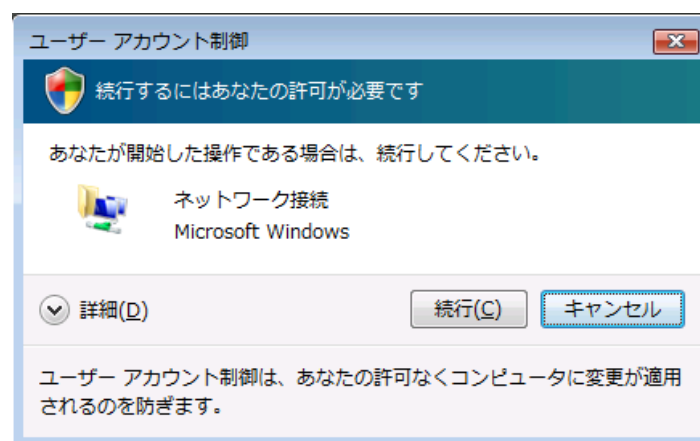 ユーザー アカウント制御
続行するにはあなたの許可が必要です
あなたが開始した操作である場合は、続行してください。
ネットワーク接続
Microsoft Windows
詳細(D)
続行(C)
キャンセル
ユーザー アカウント制御は、あなたの許可なくコンピュータに変更が適用
されるのを防ぎます。